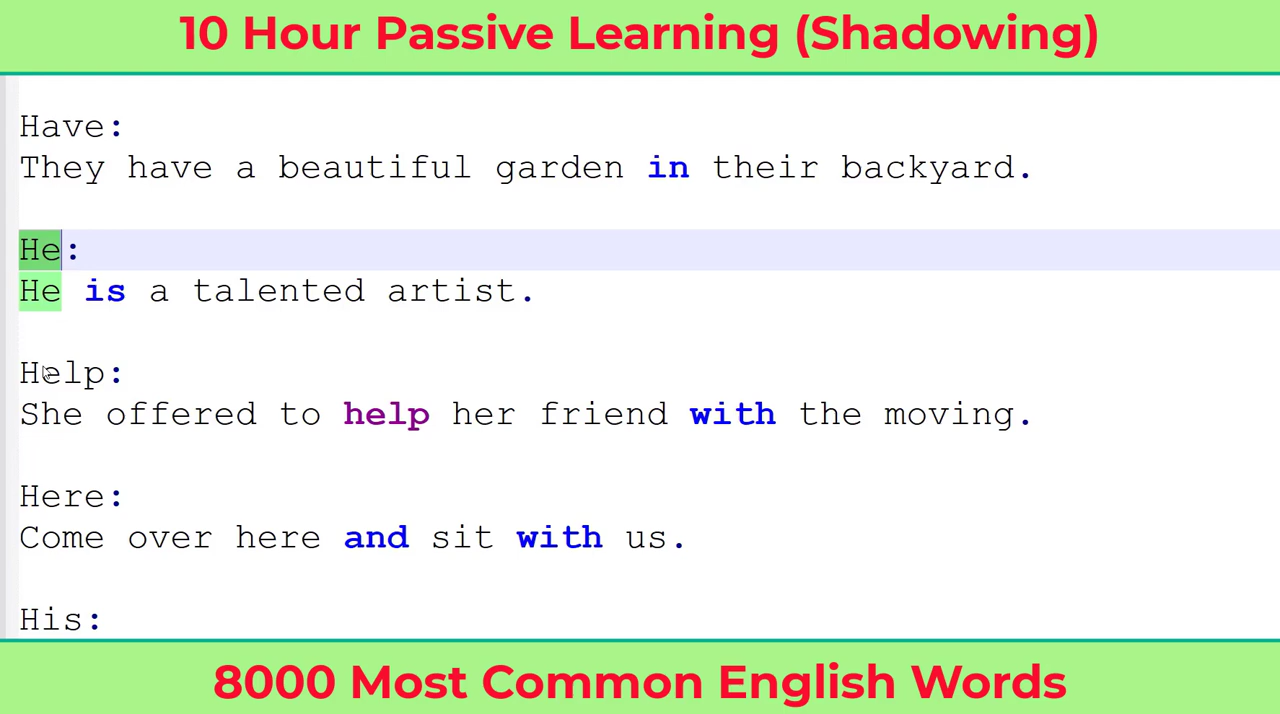 10 Hour Passive Learning (Shadowing)
Have:
They have a beautiful garden in their backyard.
He:
He is a talented artist.
Help:
She offered to help her friend with the moving.
Here:
Come over here and sit with us.
His:
8000 Most Common English Words